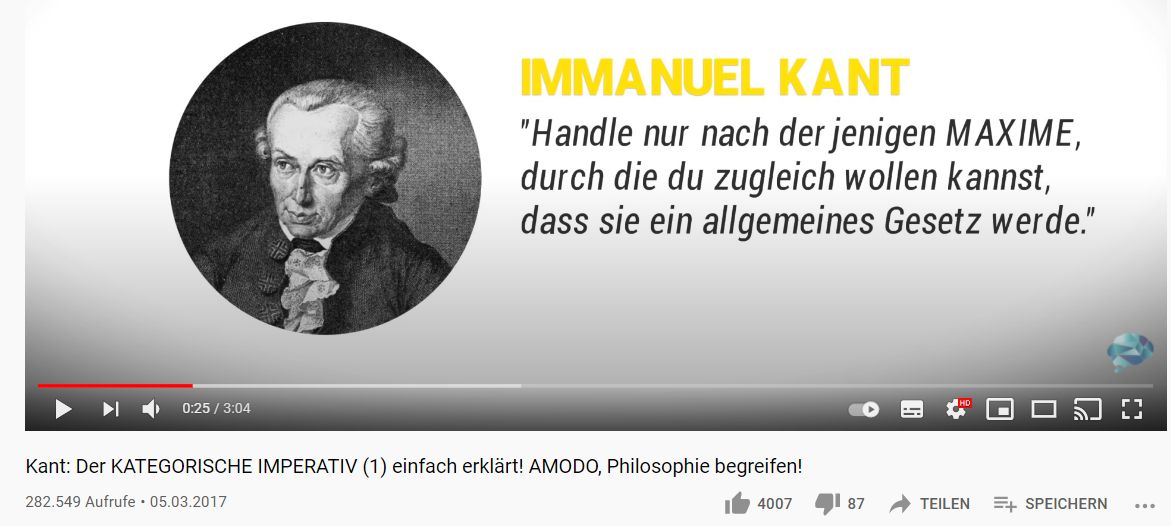 IMMANUEL KANT
"Handle nur nach derjenigen MAXIME,
durch die du zugleich wollen kannst,
dass sie ein allgemeines Gesetz werde."
0:25 / 3:04
HD
Kant: Der KATEGORISCHE IMPERATIV (1) einfach erklärt! AMODO, Philosophie begreifen!
282.549 Aufrufe • 05.03.2017
4007 87 TEILEN SPEICHERN